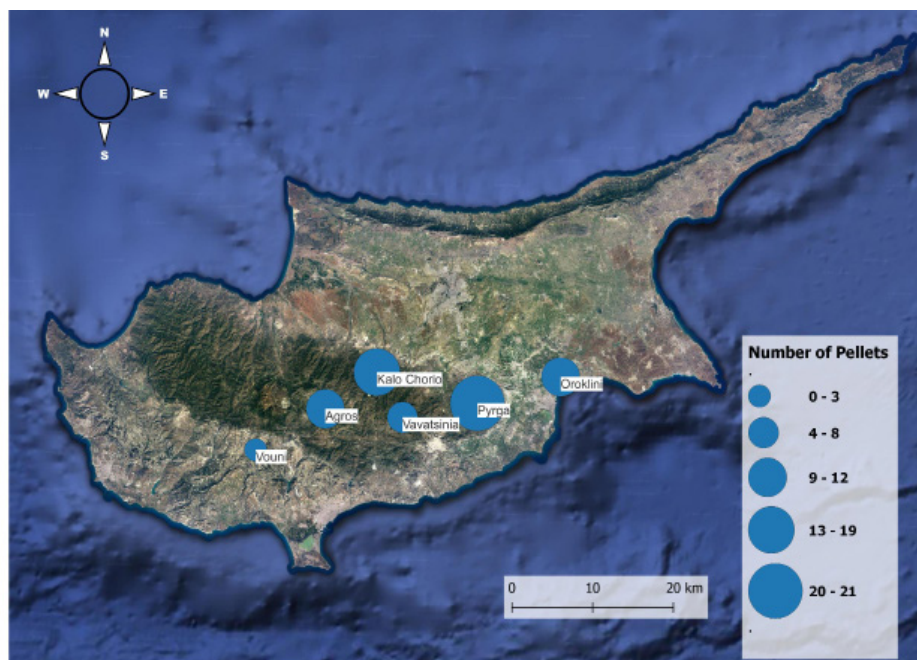 N
W E
S
Kalo Chorio
Oroklini
Agros
Pyrga
Vavatsinia
Vouni
Number of Pellets
0 - 3
4 - 8
9 - 12
13 - 19
20 - 21
0 10 20 km